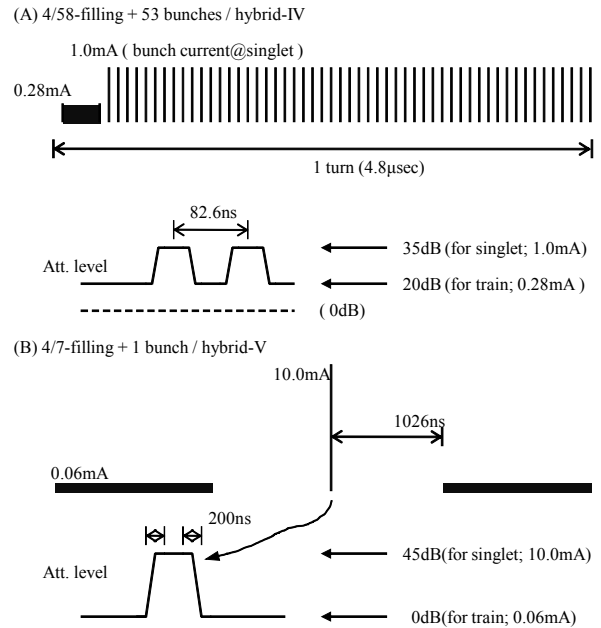 (A) 4/58-filling + 53 bunches / hybrid-IV
1.0mA ( bunch current@singlet )
0.28mA
1 turn (4.8μsec)
82.6ns
Att. level
35dB (for singlet; 1.0mA)
20dB (for train; 0.28mA )
( 0dB)
(B) 4/7-filling + 1 bunch / hybrid-V
10.0mA
1026ns
0.06mA
200ns
Att. level
45dB(for singlet; 10.0mA)
0dB(for train; 0.06mA)